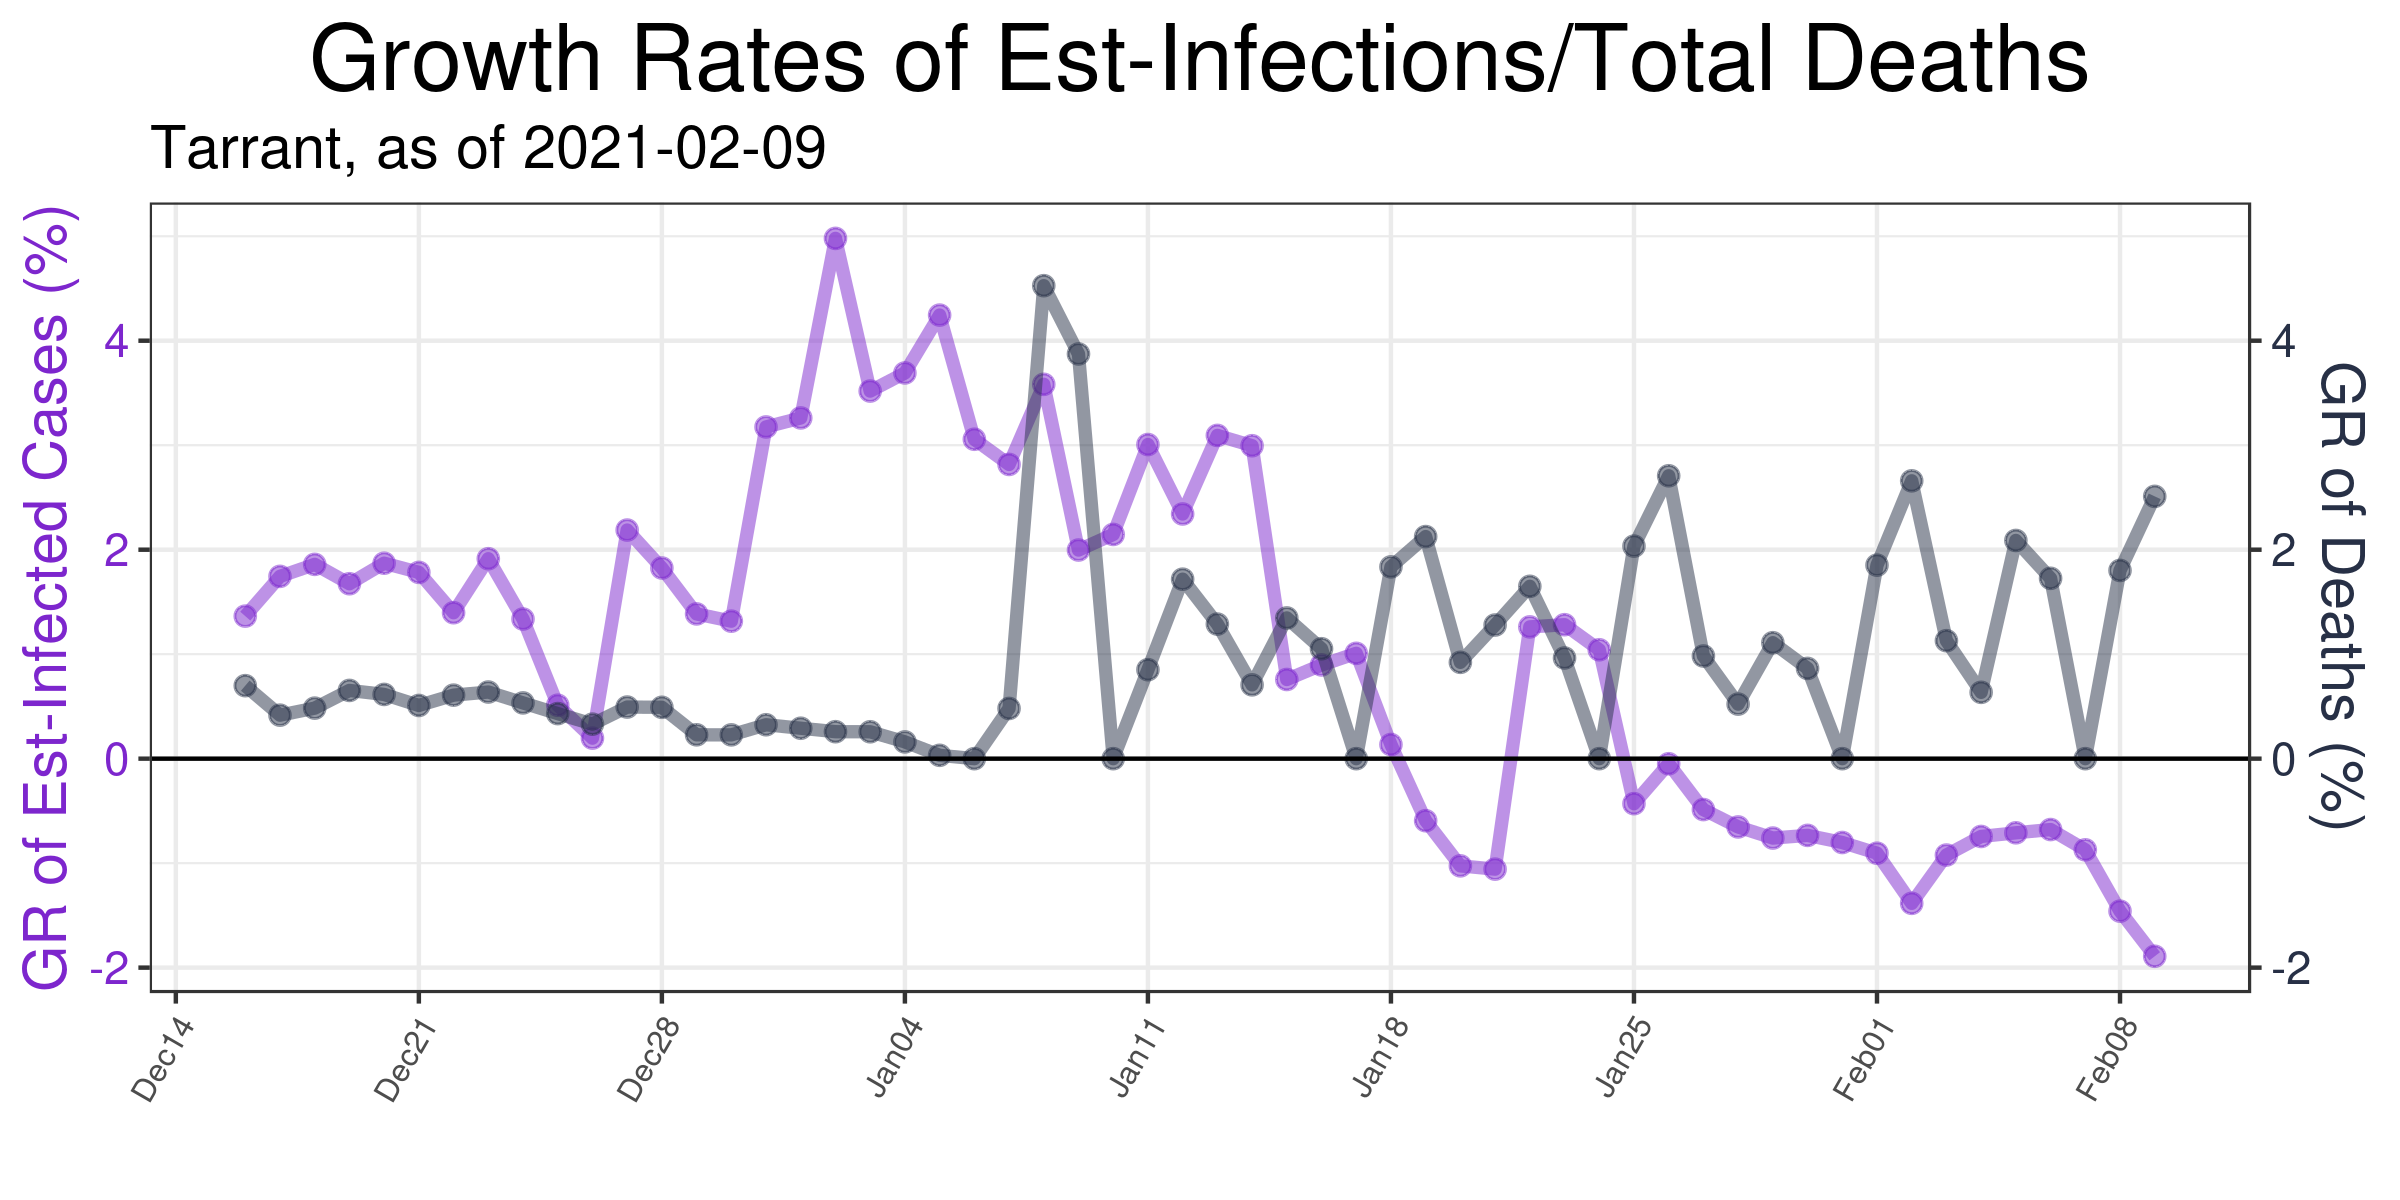 Growth Rates of Est-Infections/Total Deaths
Tarrant, as of 2021-02-09
GR of Est-Infected Cases (%)
4
2
0
-2
4
2
0
-2
GR of Deaths (%)
Dec14
Dec21
Dec28
Jan04
Jan11
Jan18
Jan25
Feb01
Feb08